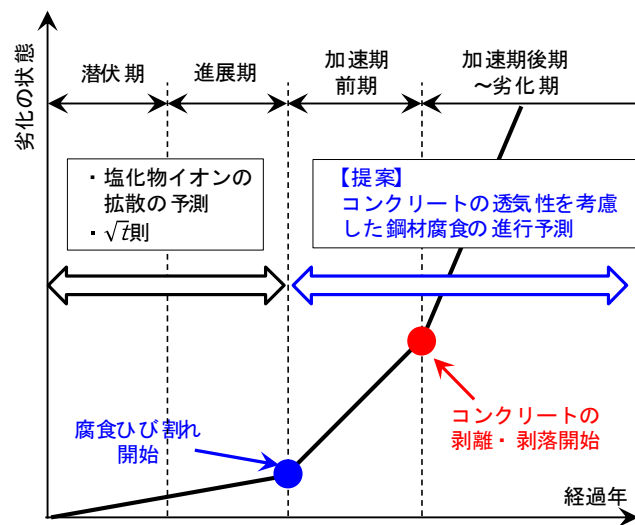 劣化の状態
潜伏期
進展期
加速期
前期
加速期後期
～劣化期
・塩化物イオンの
拡散の予測
・√t則
【提案】
コンクリートの透気性を考慮
した鋼材腐食の進行予測
腐食ひび割れ
開始
コンクリートの
剥離・剥落開始
経過年